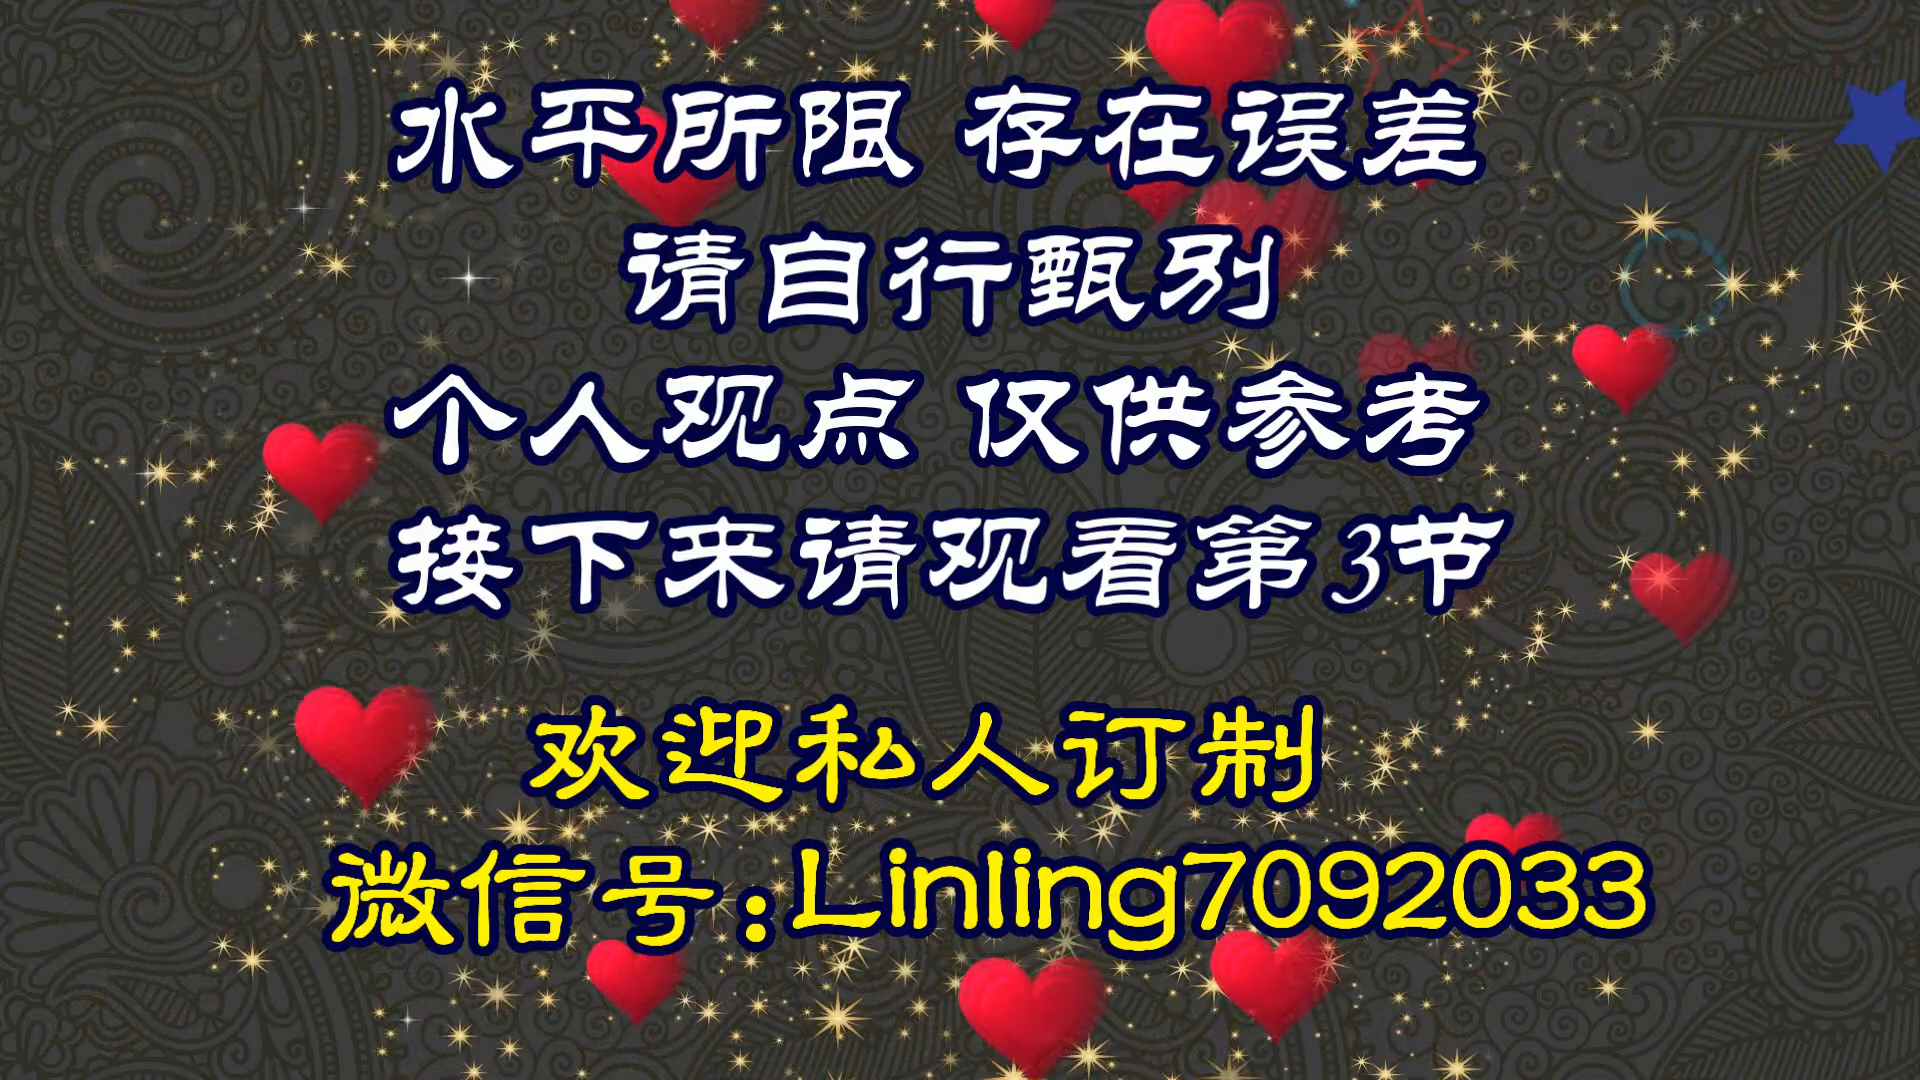 水平所限 存在误差
请自行甄别
个人观点 仅供参考
接下来请观看第3节
欢迎私人订制
微信号:Linling7092033